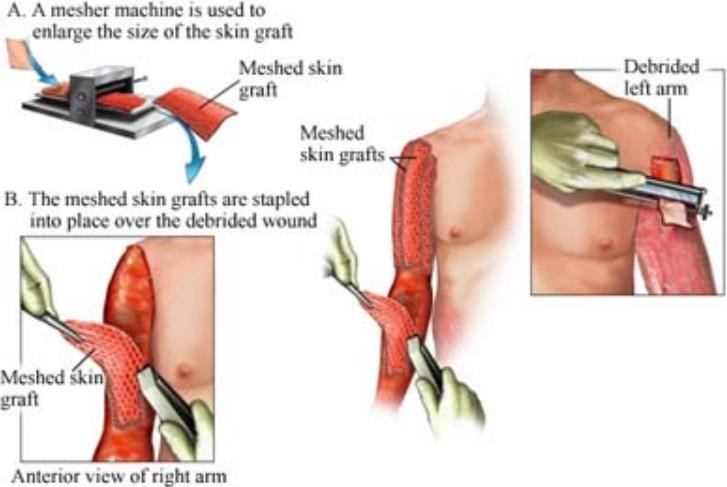 A. A mesher machine is used to
enlarge the size of the skin graft
Meshed skin
graft
B. The meshed skin grafts are stapled
into place over the debrided wound
Meshed skin
graft
Anterior view of right arm
Meshed
skin grafts
Debrided
left arm